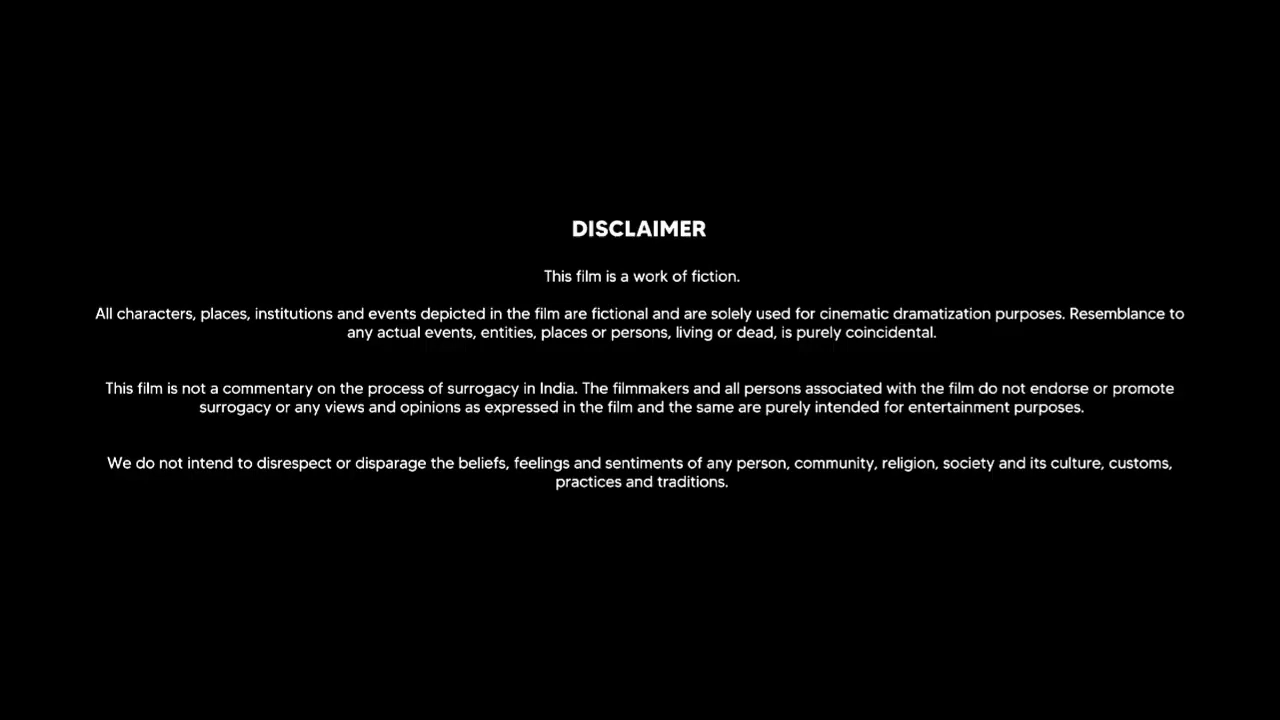 DISCLAIMER
This film is a work of fiction.
All characters, places, institutions and events depicted in the film are fictional and are solely used for cinematic dramatization purposes. Resemblance to
any actual events, entities, places or persons, living or dead, is purely coincidental.
This film is not a commentary on the process of surrogacy in India. The filmmakers and all persons associated with the film do not endorse or promote
surrogacy or any views and opinions as expressed in the film and the same are purely intended for entertainment purposes.
We do not intend to disrespect or disparage the beliefs, feelings and sentiments of any person, community, religion, society and its culture, customs,
practices and traditions.